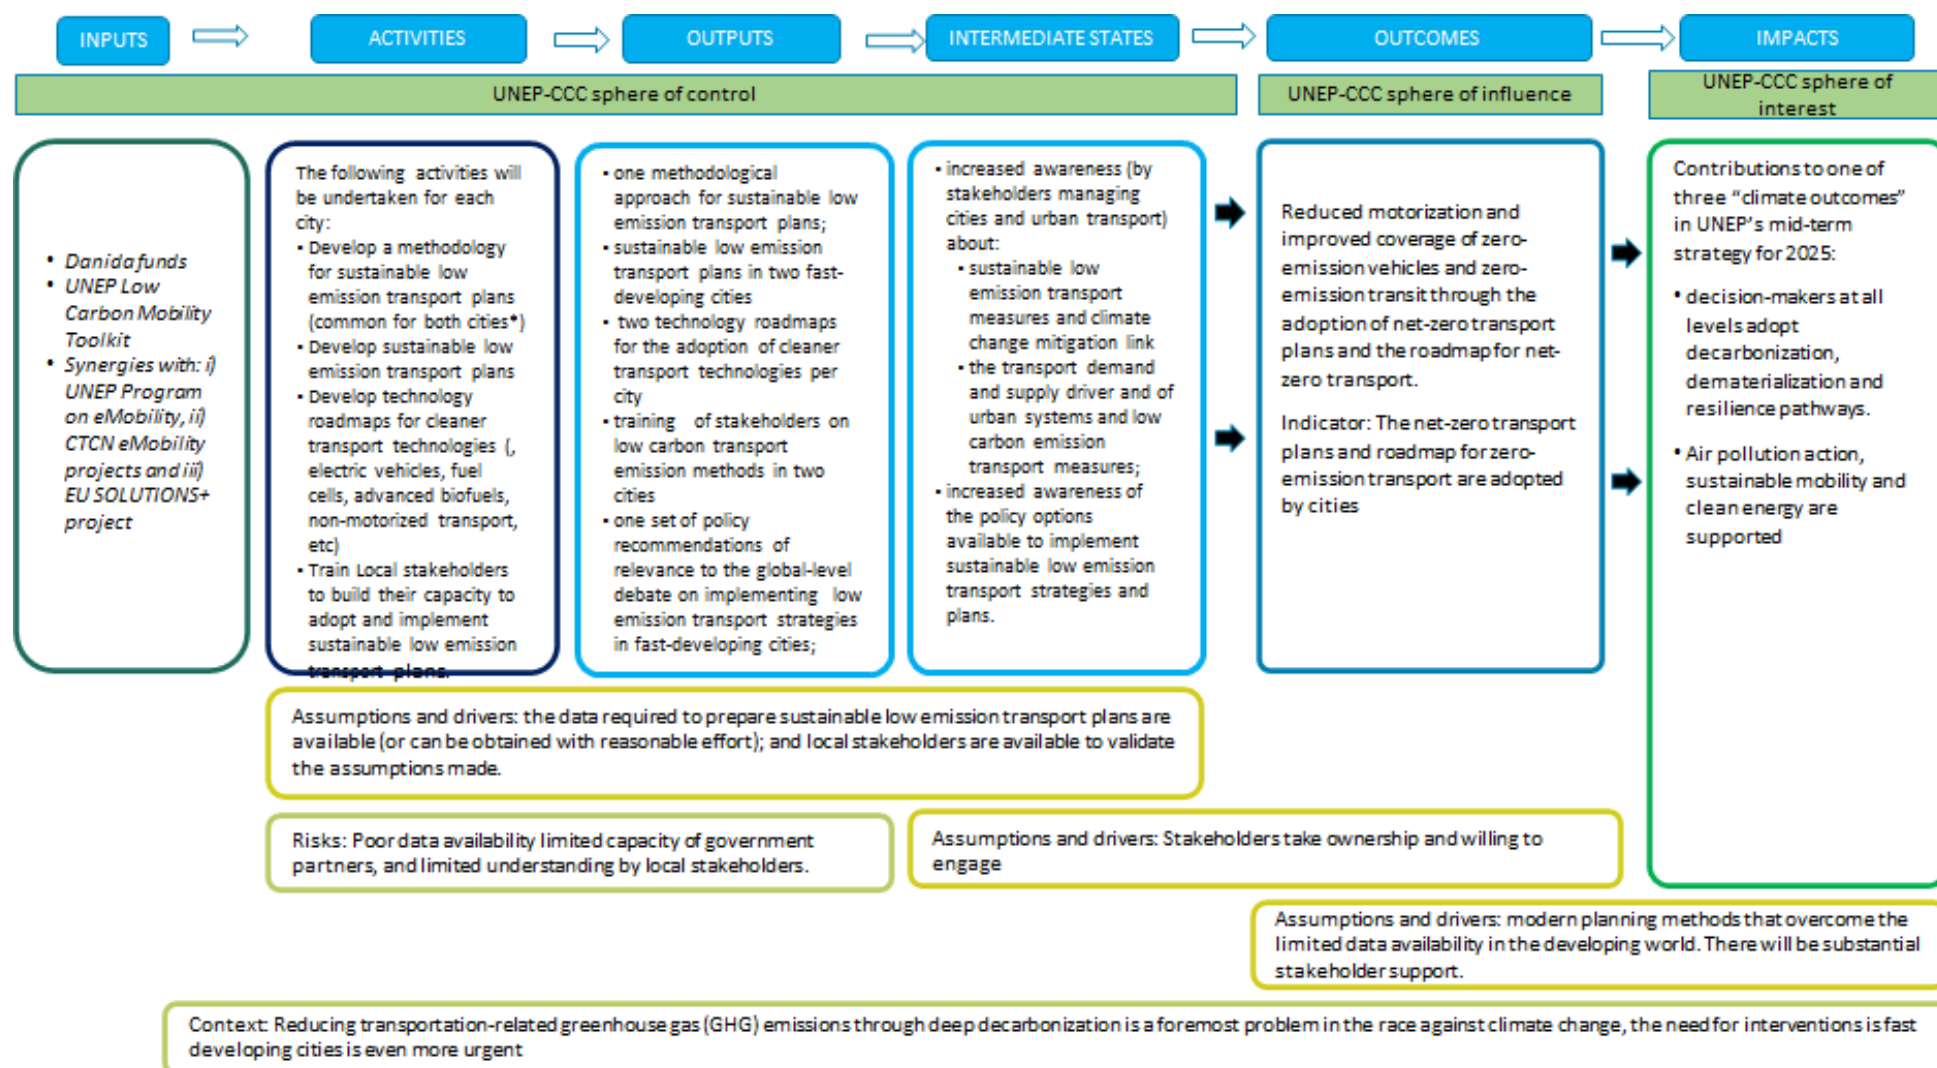 INPUTS
ACTIVITIES
OUTPUTS
INTERMEDIATE STATES
OUTCOMES
IMPACTS
UNEP-CCC sphere of control
UNEP-CCC sphere of influence
UNEP-CCC sphere of
interest
• Danida funds
• UNEP Low
Carbon Mobility
Toolkit
• Synergies with: i)
UNEP Program
on eMobility, ii)
CTCN eMobility
projects and iii)
EU SOLUTIONS+
project
The following activities will
be undertaken for each
city:
▪ Develop a methodology
for sustainable low
emission transport plans
(common for both cities*)
▪ Develop sustainable low
emission transport plans
▪ Develop technology
roadmaps for cleaner
transport technologies (,
electric vehicles, fuel
cells, advanced biofuels,
non-motorized transport,
etc)
▪ Train Local stakeholders
to build their capacity to
adopt and implement
sustainable low emission
transport plans.
▪ one methodological
approach for sustainable low
emission transport plans;
▪ sustainable low emission
transport plans in two fast-
developing cities
▪ two technology roadmaps
for the adoption of cleaner
transport technologies per
city
▪ training of stakeholders on
low carbon transport
emission methods in two
cities
▪ one set of policy
recommendations of
relevance to the global-level
debate on implementing low
emission transport strategies
in fast-developing cities;
▪ increased awareness (by
stakeholders managing
cities and urban transport)
about:
▪ sustainable low
emission transport
measures and climate
change mitigation link
▪ the transport demand
and supply driver and of
urban systems and low
carbon emission
transport measures;
▪ increased awareness of
the policy options
available to implement
sustainable low emission
transport strategies and
plans.
Reduced motorization and
improved coverage of zero-
emission vehicles and zero-
emission transit through the
adoption of net-zero transport
plans and the roadmap for net-
zero transport.
Indicator: The net-zero transport
plans and roadmap for zero-
emission transport are adopted
by cities
Contributions to one of
three “climate outcomes”
in UNEP’s mid-term
strategy for 2025:
• decision-makers at all
levels adopt
decarbonization,
dematerialization and
resilience pathways.
• Air pollution action,
sustainable mobility and
clean energy are
supported
Assumptions and drivers: the data required to prepare sustainable low emission transport plans are
available (or can be obtained with reasonable effort); and local stakeholders are available to validate
the assumptions made.
Risks: Poor data availability limited capacity of government
partners, and limited understanding by local stakeholders.
Assumptions and drivers: Stakeholders take ownership and willing to
engage
Assumptions and drivers: modern planning methods that overcome the
limited data availability in the developing world. There will be substantial
stakeholder support.
Context: Reducing transportation-related greenhouse gas (GHG) emissions through deep decarbonization is a foremost problem in the race against climate change, the need for interventions is fast
developing cities is even more urgent